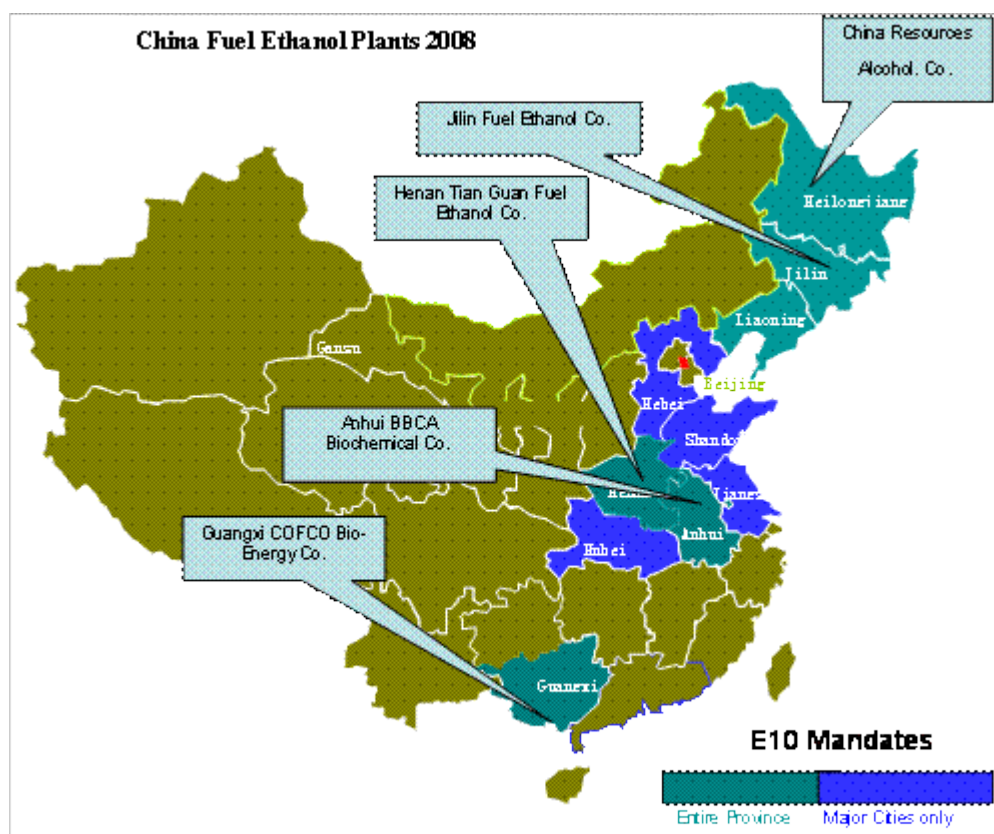 China Fuel Ethanol Plants 2008
China Resources
Alcohol. Co.
Jilin Fuel Ethanol Co.
Henan Tian Guan Fuel
Ethanol Co.
Heilongjiang
Jilin
Liaoning
Gansu
Beijing
Hebei
Anhui BBCA
Biochemical Co.
Anhui
Hubei
Guangxi COFCO Bio-
Energy Co.
Guangxi
E10 Mandates
Entire Province
Major Cities only